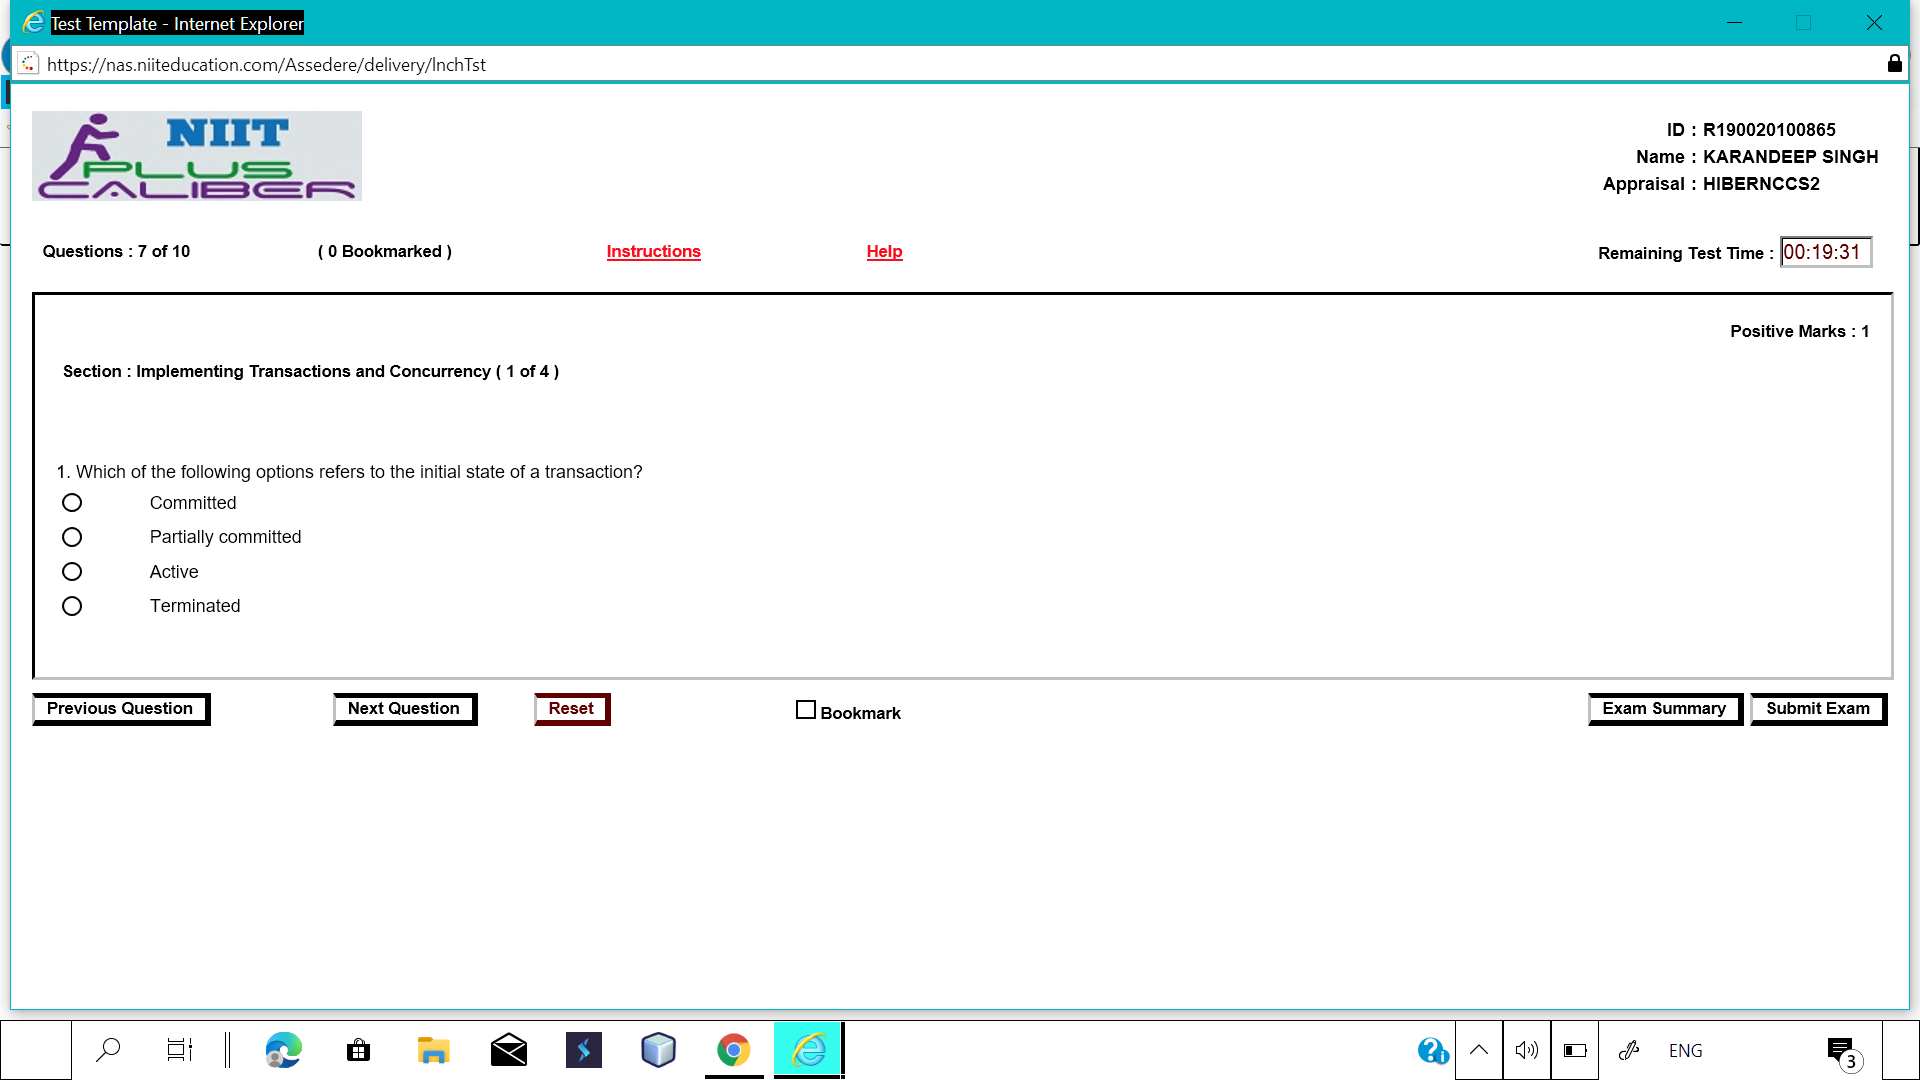 Test Template - Internet Explorer
https://nas.niiteducation.com/Assedere/delivery/lnchTst
NIIT
PLUS
CALIBER
ID : R190020100865
Name : KARANDEEP SINGH
Appraisal : HIBERNCCS2
Questions : 7 of 10 ( 0 Bookmarked ) Instructions Help Remaining Test Time : 00:19:31
Positive Marks : 1
Section : Implementing Transactions and Concurrency ( 1 of 4 )
1. Which of the following options refers to the initial state of a transaction?
Committed
Partially committed
Active
Terminated
Previous Question Next Question Reset Bookmark Exam Summary Submit Exam
ENG 3